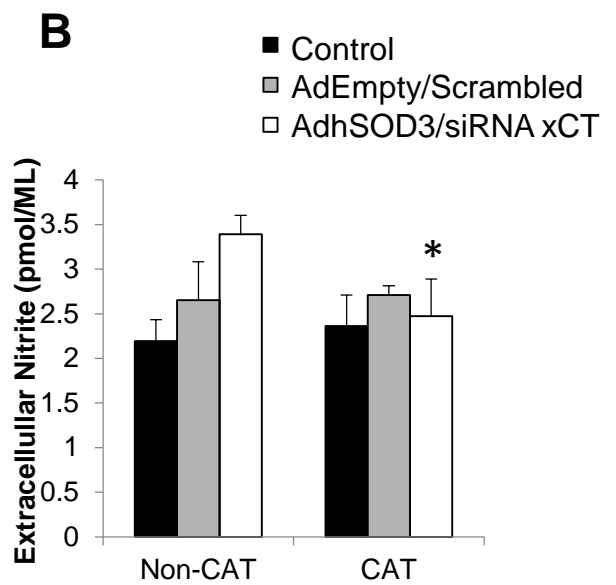 B
Control
AdEmpty/Scrambled
AdhSOD3/siRNA xCT
Extracellullar Nitrite (pmol/ML)
4
3.5
3
2.5
2
1.5
1
0.5
0
*
Non-CAT CAT